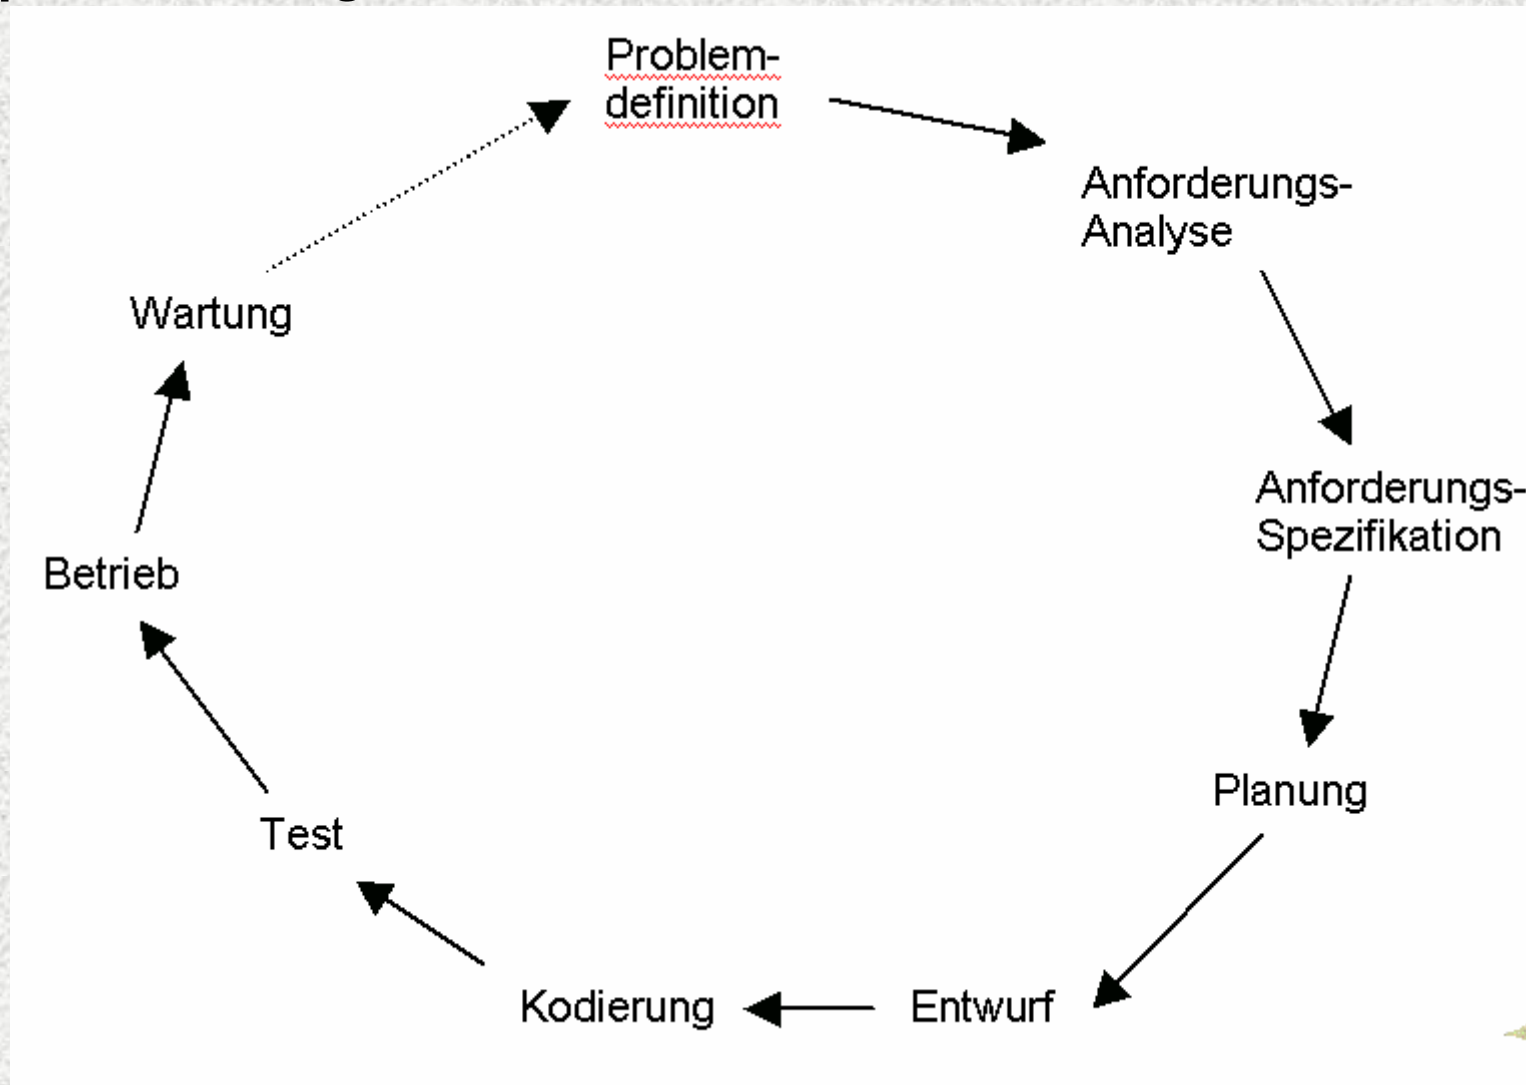 Problem-
definition
Anforderungs-
Analyse
Anforderungs-
Spezifikation
Planung
Entwurf
Kodierung
Test
Betrieb
Wartung